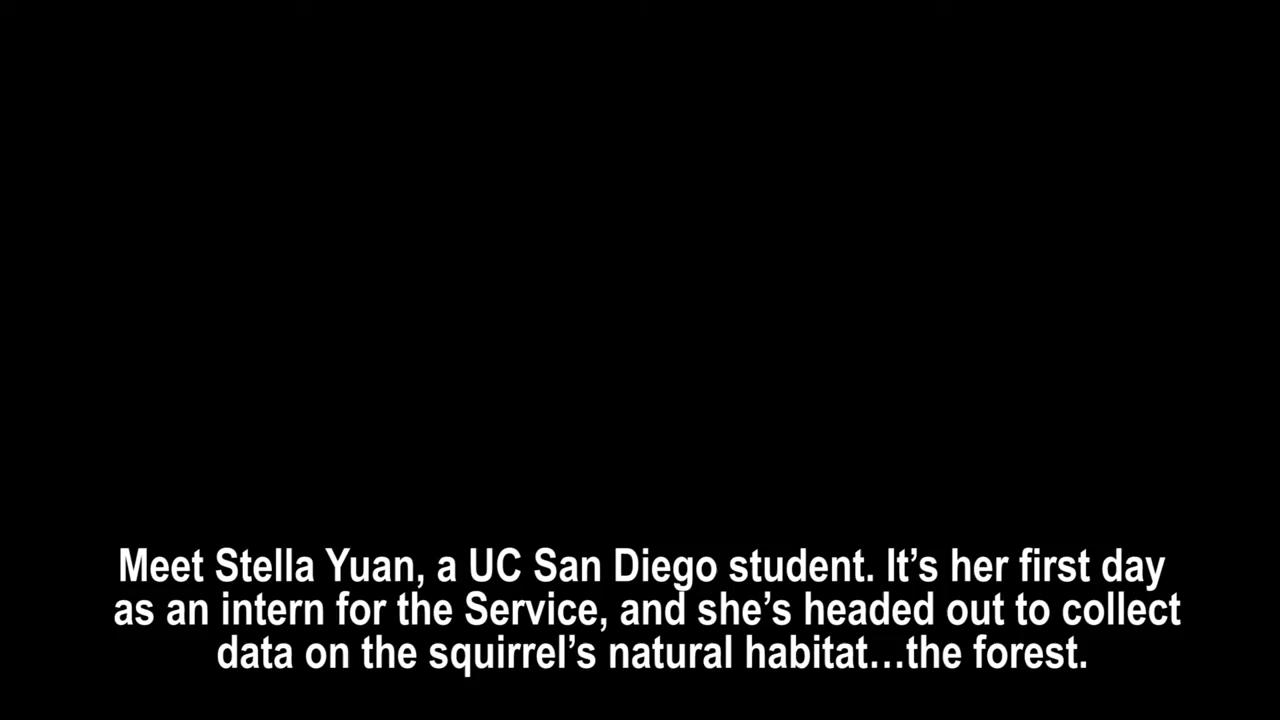 Meet Stella Yuan, a UC San Diego student. It’s her first day
as an intern for the Service, and she’s headed out to collect
data on the squirrel’s natural habitat…the forest.